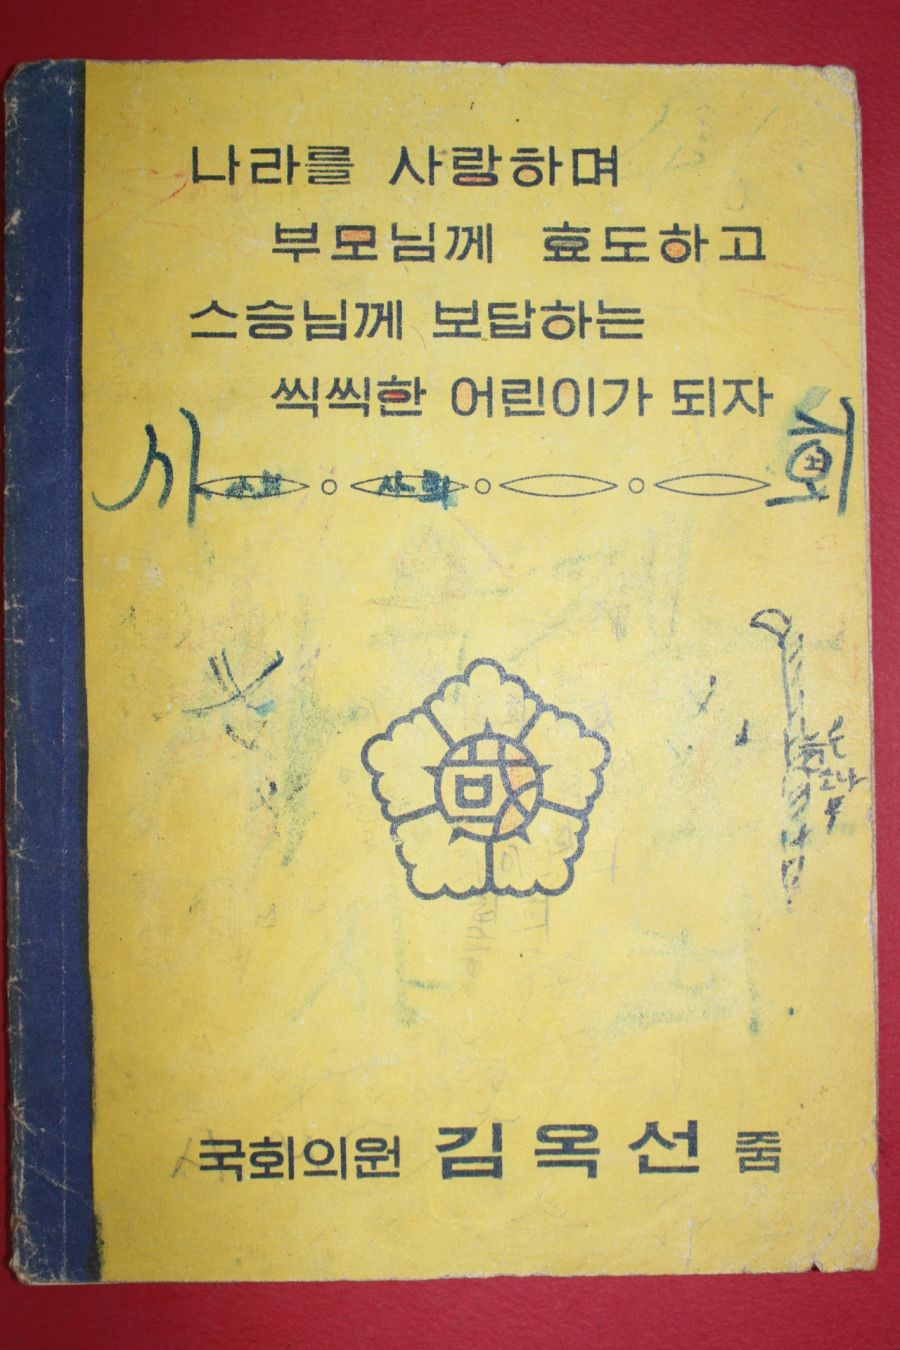 나라를 사랑하며
부모님께 효도하고
스승님께 보답하는
씩씩한 어린이가 되자
사 사회 회
國
국회의원 김옥선 줌